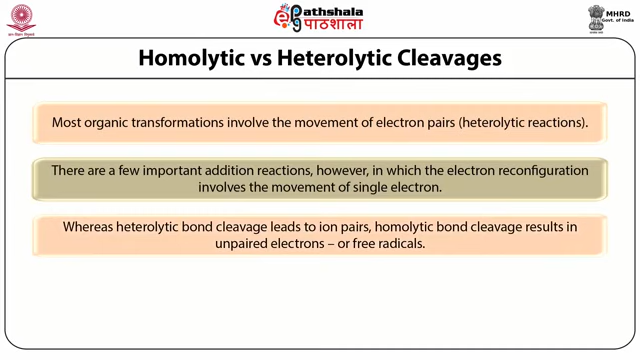 Pathshala
पाठशाला
MHRD
Govt. of India
Homolytic vs Heterolytic Cleavages
Most organic transformations involve the movement of electron pairs (heterolytic reactions).
There are a few important addition reactions, however, in which the electron reconfiguration
involves the movement of single electron.
Whereas heterolytic bond cleavage leads to ion pairs, homolytic bond cleavage results in
unpaired electrons – or free radicals.